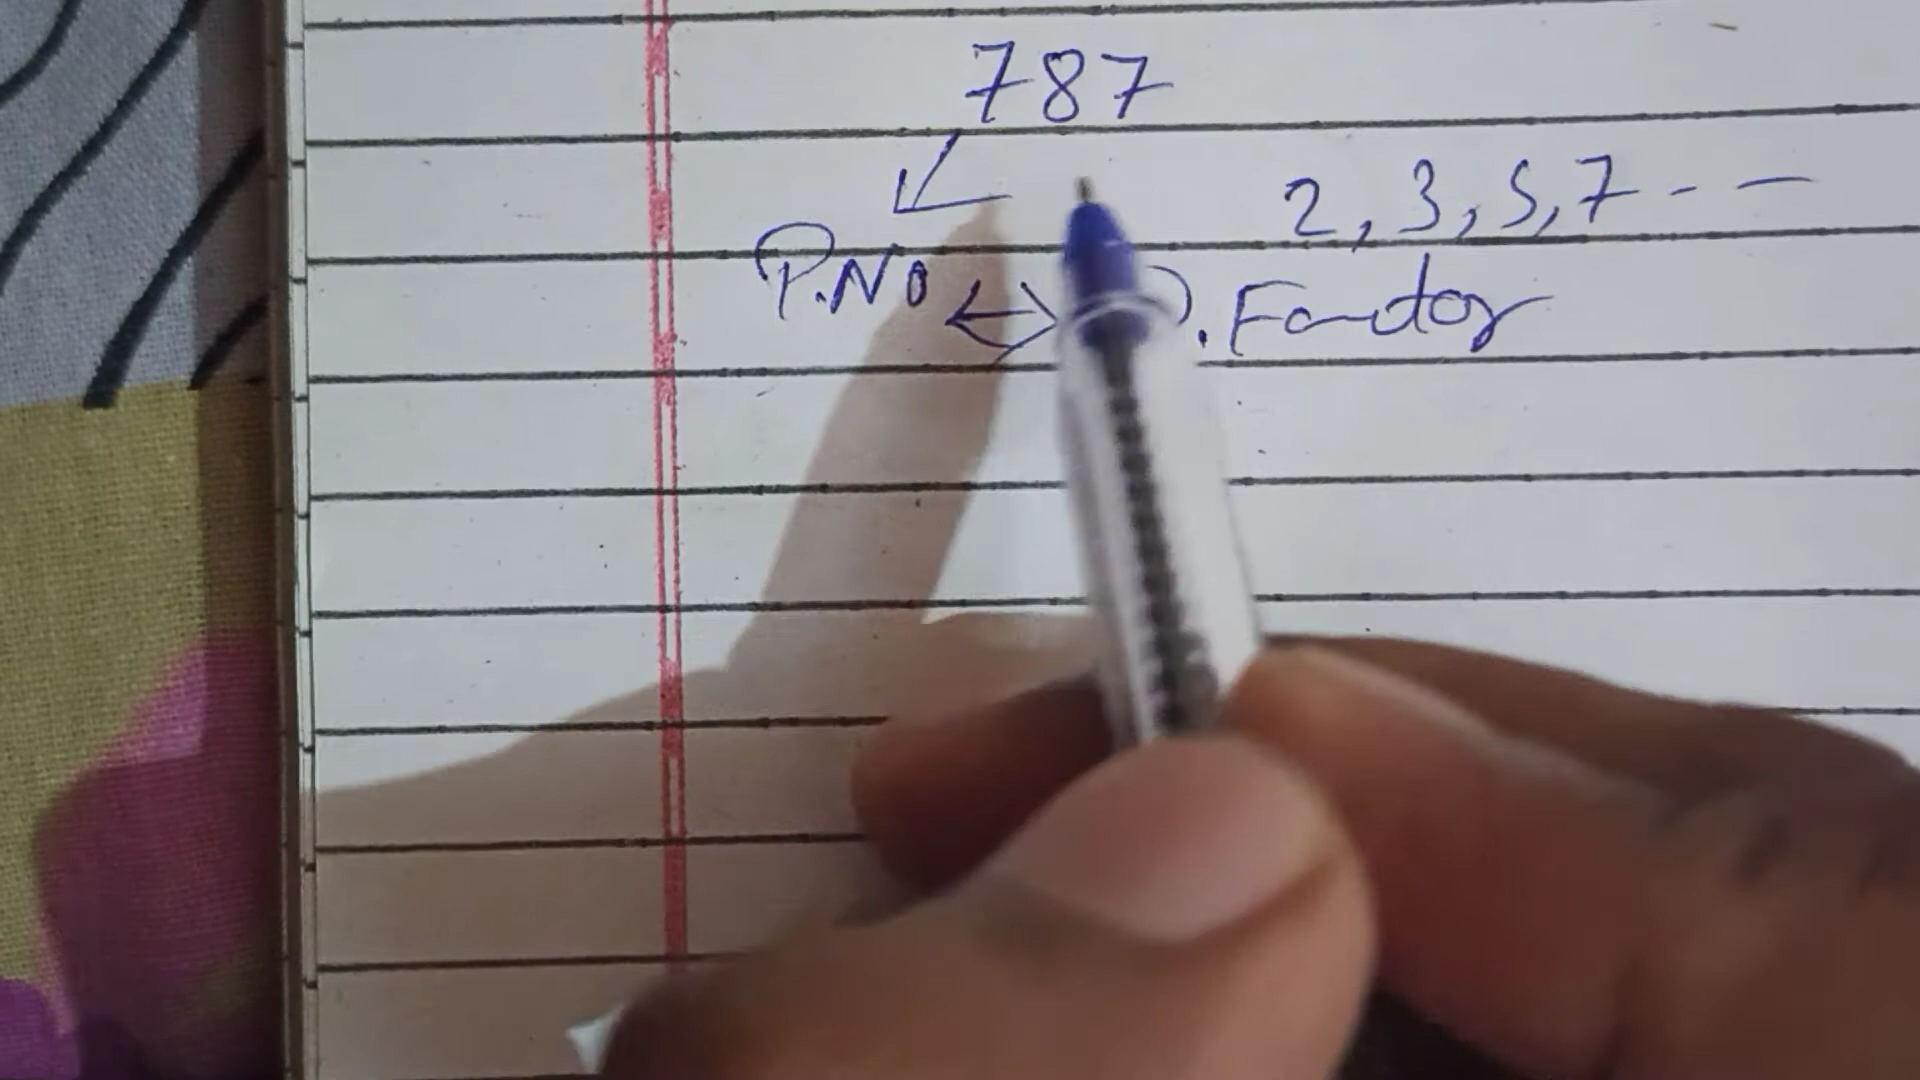 787
2, 3, 5, 7 - -
P.No ↔ . Factor